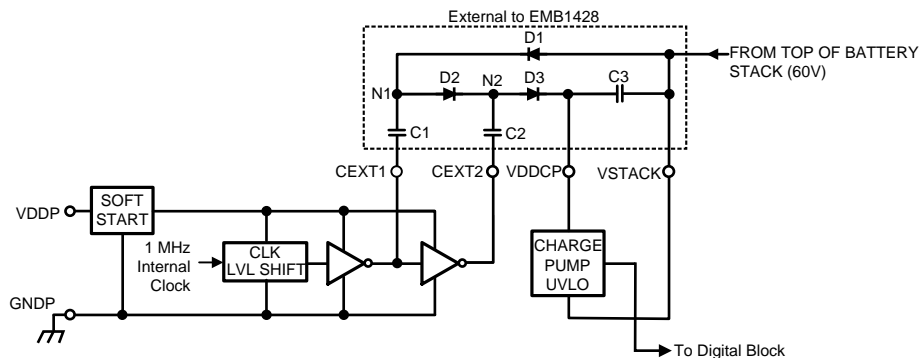 External to EMB1428
D1
FROM TOP OF BATTERY
STACK (60V)
D2
N2
D3
C3
N1
C1
C2
CEXT1
CEXT2
VDDCP
VSTACK
VDDP
SOFT
START
1 MHz
Internal
Clock
CLK
LVL SHIFT
CHARGE
PUMP
UVLO
GNDP
To Digital Block